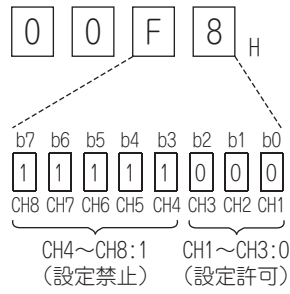 0 0 F 8 H
b7 b6 b5 b4 b3 b2 b1 b0
1 1 1 1 1 0 0 0
CH8 CH7 CH6 CH5 CH4 CH3 CH2 CH1
CH4～CH8:1 CH1～CH3:0
(設定禁止) (設定許可)